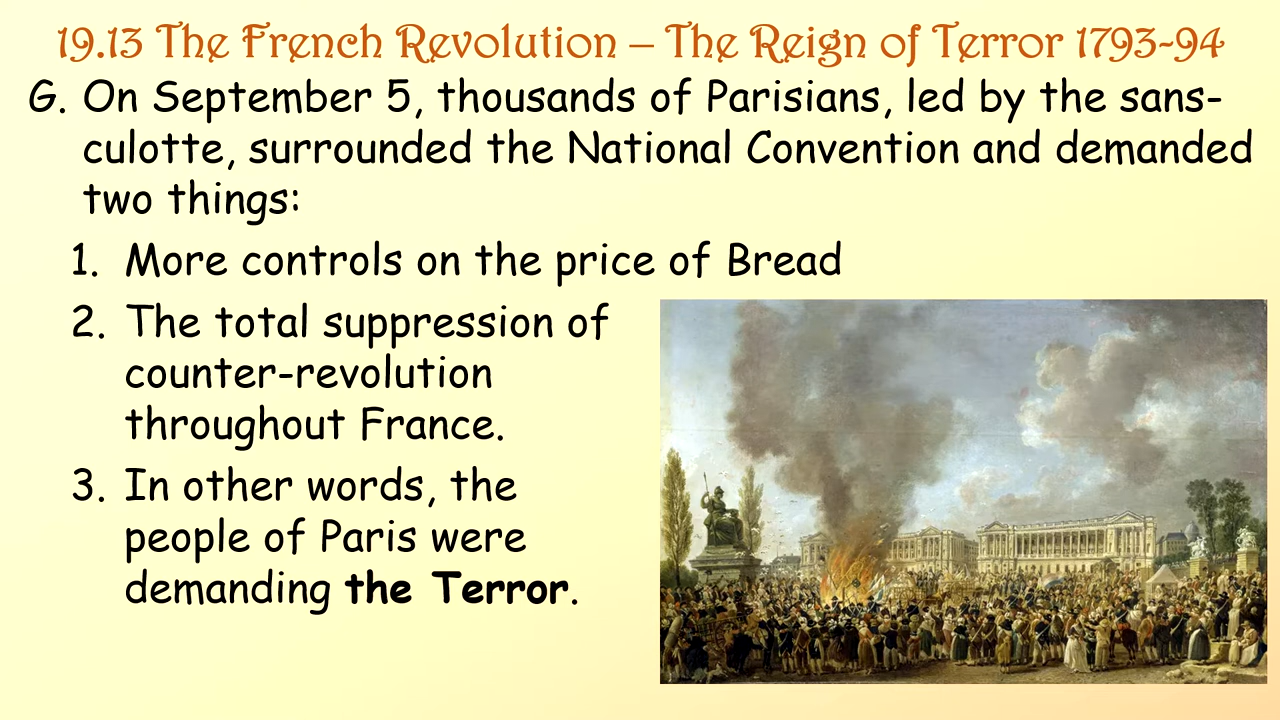 19.13 The French Revolution – The Reign of Terror 1793-94
G. On September 5, thousands of Parisians, led by the sans-
culotte, surrounded the National Convention and demanded
two things:
1. More controls on the price of Bread
2. The total suppression of
counter-revolution
throughout France.
3. In other words, the
people of Paris were
demanding the Terror.